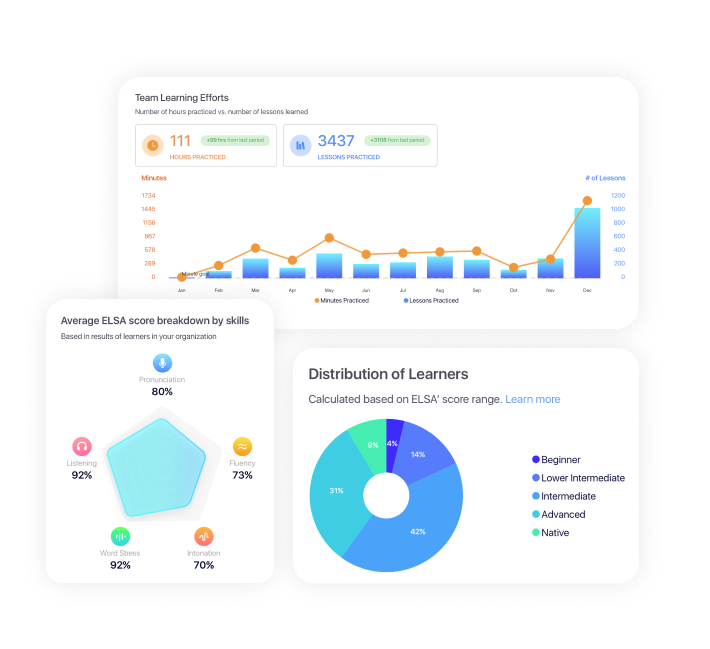 Team Learning Efforts
Number of hours practiced vs. number of lessons learned
111 +89 hrs from last period
HOURS PRACTICED
3437 +3108 from last period
LESSONS PRACTICED
Minutes # of Lessons
1734 1200
1445 1000
1156 800
867 600
578 400
289 200
0 0
Minute goal
Jan Feb Mar Apr May Jun Jul Aug Sep Oct Nov Dec
Minutes Practiced Lessons Practiced
Average ELSA score breakdown by skills
Based in results of learners in your organization
Pronunciation
80%
Listening
92%
Fluency
73%
Word Stress
92%
Intonation
70%
Distribution of Learners
Calculated based on ELSA’ score range. Learn more
4%
14%
42%
31%
9%
Beginner
Lower Intermediate
Intermediate
Advanced
Native